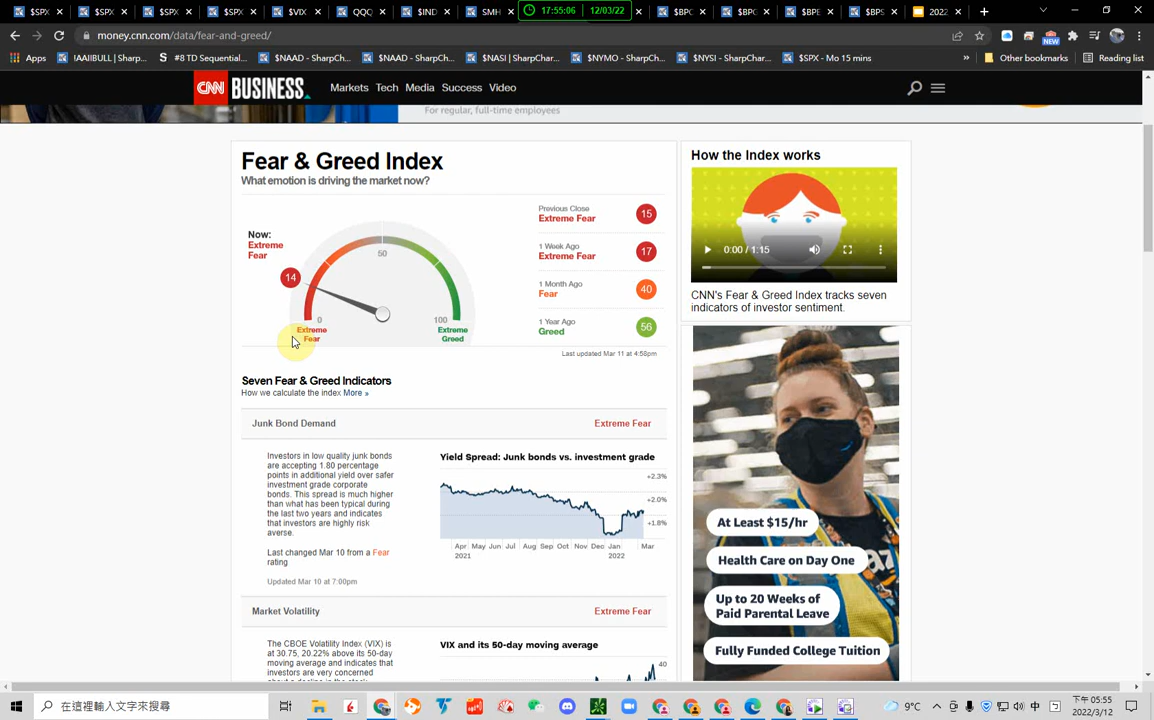 $SPX
$SPX
$SPX
$SPX
$VIX
QQQ
$IND
SMH
17:55:06 12/03/22
$BPC
$BPC
$BPE
$BPS
2022
money.cnn.com/data/fear-and-greed/
Apps
!AAIIBULL | Sharp...
#8 TD Sequential...
$NAAD - SharpCh...
$NAAD - SharpCh...
$NASI | SharpChar...
$NYMO - SharpCh...
$NYSI - SharpChar...
$SPX - Mo 15 mins
»
Other bookmarks
Reading list
NEW
CNN BUSINESS
Markets Tech Media Success Video
For regular, full-time employees
Fear & Greed Index
What emotion is driving the market now?
Now:
Extreme
Fear
14
50
0
100
Extreme
Fear
Extreme
Greed
Previous Close
Extreme Fear
15
1 Week Ago
Extreme Fear
17
1 Month Ago
Fear
40
1 Year Ago
Greed
56
Last updated Mar 11 at 4:58pm
How the Index works
0:00 / 1:15
CNN's Fear & Greed Index tracks seven
indicators of investor sentiment.
Seven Fear & Greed Indicators
How we calculate the index More »
Junk Bond Demand
Extreme Fear
Investors in low quality junk bonds
are accepting 1.80 percentage
points in additional yield over safer
investment grade corporate
bonds. This spread is much higher
than what has been typical during
the last two years and indicates
that investors are highly risk
averse.
Last changed Mar 10 from a Fear
rating
Updated Mar 10 at 7:00pm
Yield Spread: Junk bonds vs. investment grade
+2.3%
+2.0%
+1.8%
Apr May Jun Jul Aug Sep Oct Nov Dec Jan Mar
2021 2022
Market Volatility
Extreme Fear
The CBOE Volatility Index (VIX) is
at 30.75, 20.22% above its 50-day
moving average and indicates that
investors are very concerned
VIX and its 50-day moving average
40
At Least $15/hr
Health Care on Day One
Up to 20 Weeks of
Paid Parental Leave
Fully Funded College Tuition
在這裡輸入文字來搜尋
9°C
下午 05:55
2022/3/12